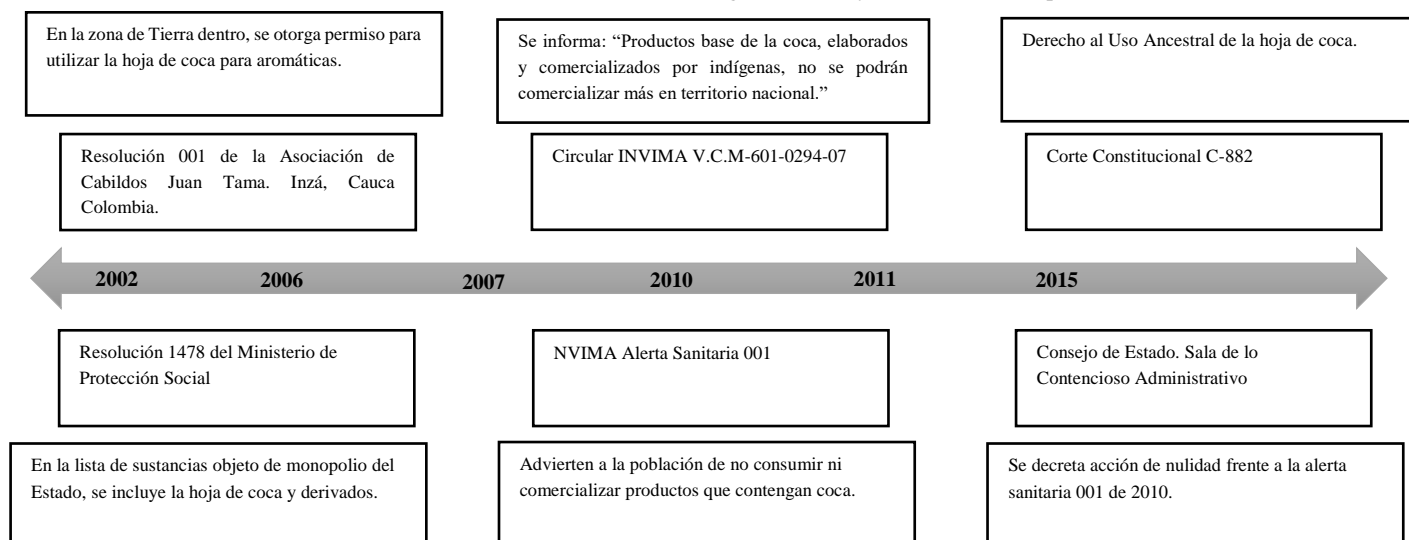 En la zona de Tierra dentro, se otorga permiso para
utilizar la hoja de coca para aromáticas.
Se informa: “Productos base de la coca, elaborados
y comercializados por indígenas, no se podrán
comercializar más en territorio nacional.”
Derecho al Uso Ancestral de la hoja de coca.
Resolución 001 de la Asociación de
Cabildos Juan Tama. Inzá, Cauca
Colombia.
Circular INVIMA V.C.M-601-0294-07
Corte Constitucional C-882
2002 2006 2007 2010 2011 2015
Resolución 1478 del Ministerio de
Protección Social
NVIMA Alerta Sanitaria 001
Consejo de Estado. Sala de lo
Contencioso Administrativo
En la lista de sustancias objeto de monopolio del
Estado, se incluye la hoja de coca y derivados.
Advierten a la población de no consumir ni
comercializar productos que contengan coca.
Se decreta acción de nulidad frente a la alerta
sanitaria 001 de 2010.